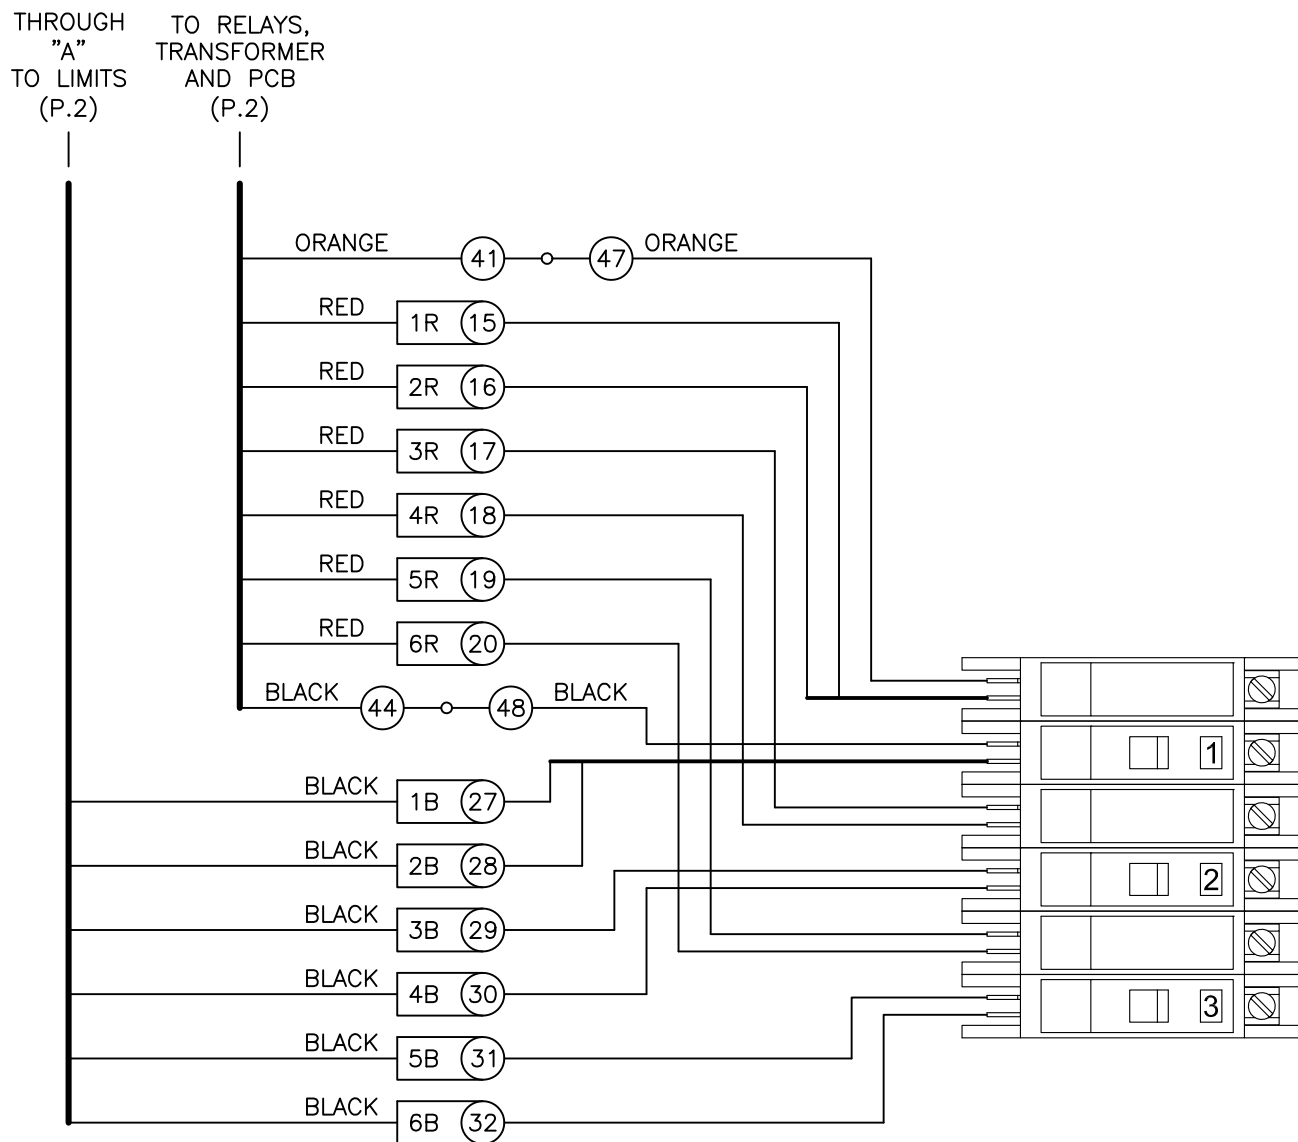 THROUGH
"A"
TO LIMITS
(P.2)
TO RELAYS,
TRANSFORMER
AND PCB
(P.2)
ORANGE 41 47 ORANGE
RED 1R 15
RED 2R 16
RED 3R 17
RED 4R 18
RED 5R 19
RED 6R 20
BLACK 44 48 BLACK
1
BLACK 1B 27
BLACK 2B 28
2
BLACK 3B 29
BLACK 4B 30
3
BLACK 5B 31
BLACK 6B 32